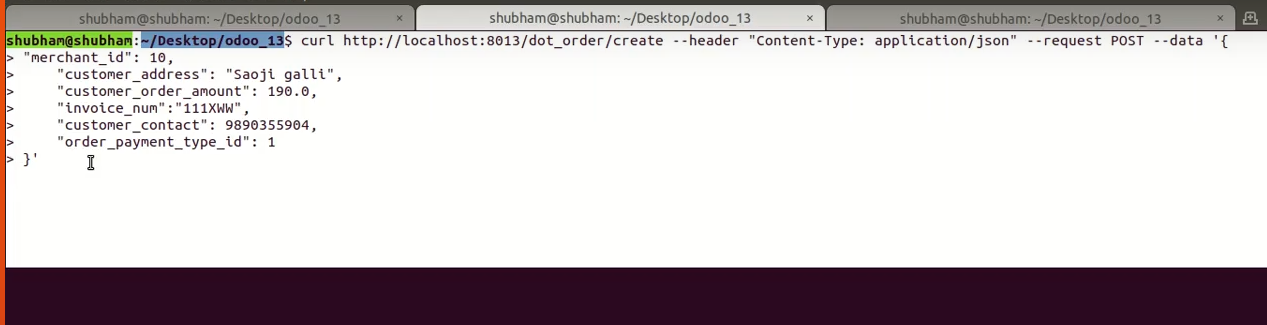 shubham@shubham: ~/Desktop/odoo_13 × shubham@shubham: ~/Desktop/odoo_13 × shubham@shubham: ~/Desktop/odoo_13 ×
shubham@shubham:~/Desktop/odoo_13$ curl http://localhost:8013/dot_order/create --header "Content-Type: application/json" --request POST --data '{
> "merchant_id": 10,
>     "customer_address": "Saoji galli",
>     "customer_order_amount": 190.0,
>     "invoice_num":"111XWW",
>     "customer_contact": 9890355904,
>     "order_payment_type_id": 1
> }'